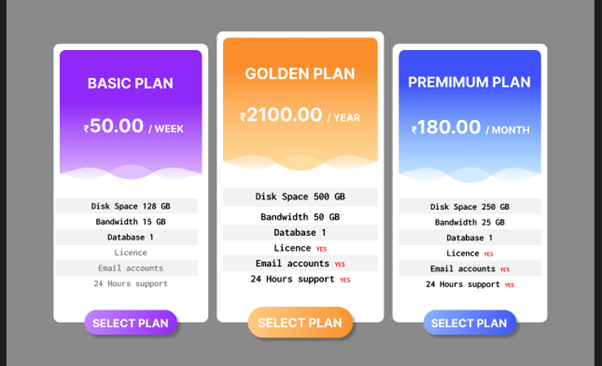 BASIC PLAN
₹50.00 / WEEK
Disk Space 128 GB
Bandwidth 15 GB
Database 1
Licence
Email accounts
24 Hours support
SELECT PLAN
GOLDEN PLAN
₹2100.00 / YEAR
Disk Space 500 GB
Bandwidth 50 GB
Database 1
Licence YES
Email accounts YES
24 Hours support YES
SELECT PLAN
PREMIMUM PLAN
₹180.00 / MONTH
Disk Space 250 GB
Bandwidth 25 GB
Database 1
Licence YES
Email accounts YES
24 Hours support YES
SELECT PLAN